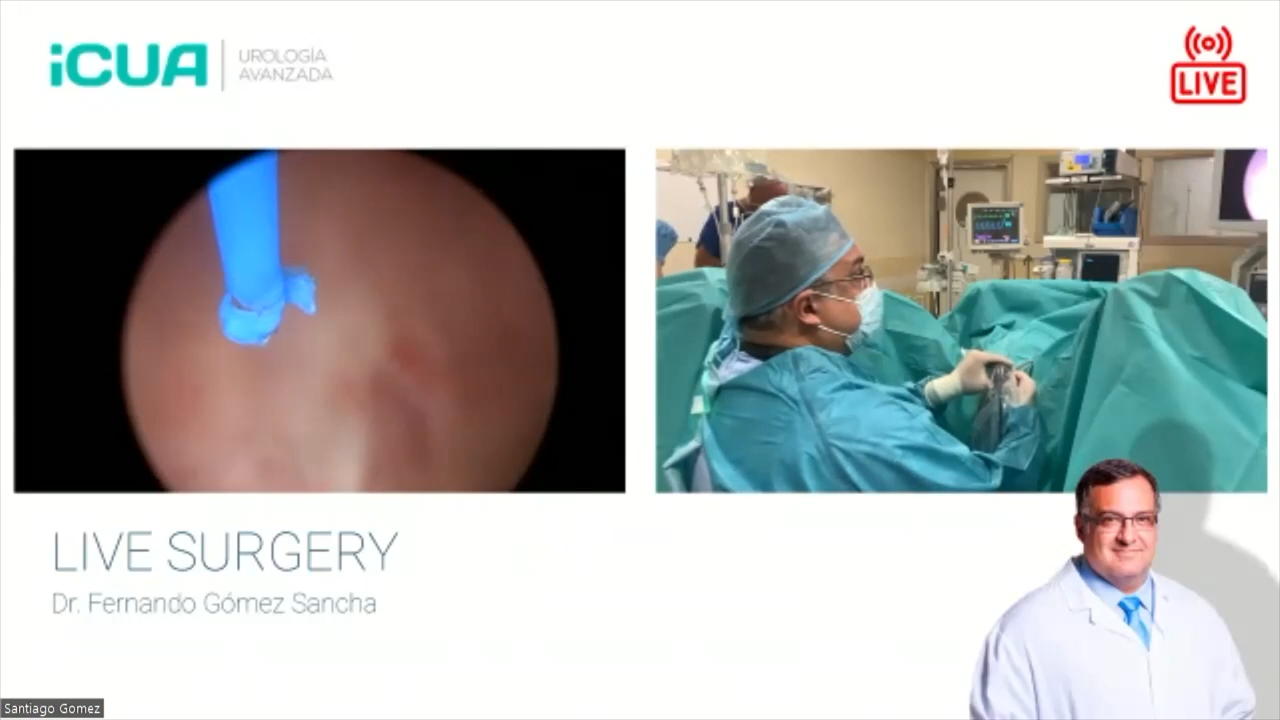 iCUA
UROLOGÍA
AVANZADA
LIVE
LIVE SURGERY
Dr. Fernando Gómez Sancha
Santiago Gomez